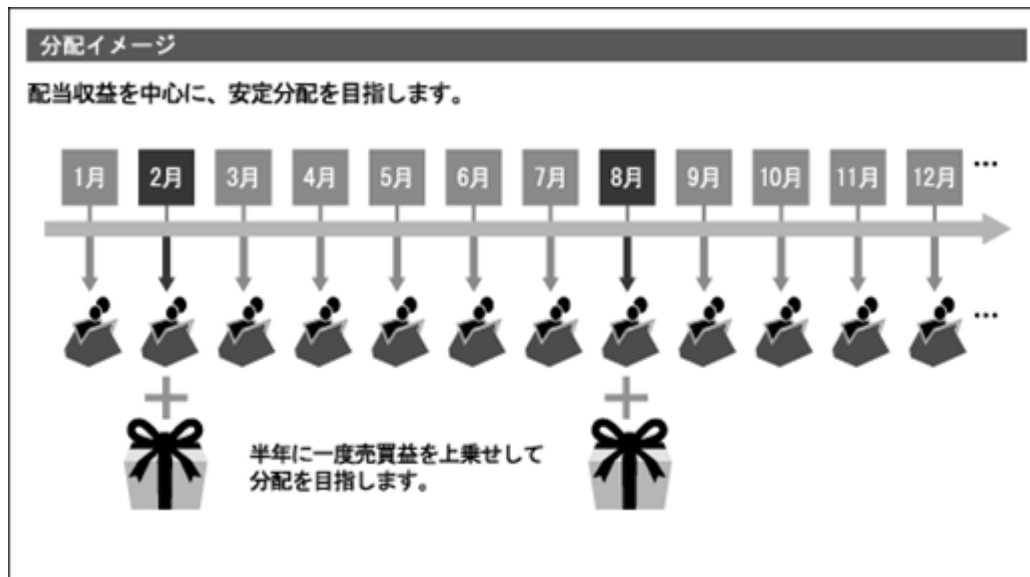 分配イメージ
配当収益を中心に、安定分配を目指します。
1月 2月 3月 4月 5月 6月 7月 8月 9月 10月 11月 12月 …
…
半年に一度売買益を上乗せして
分配を目指します。